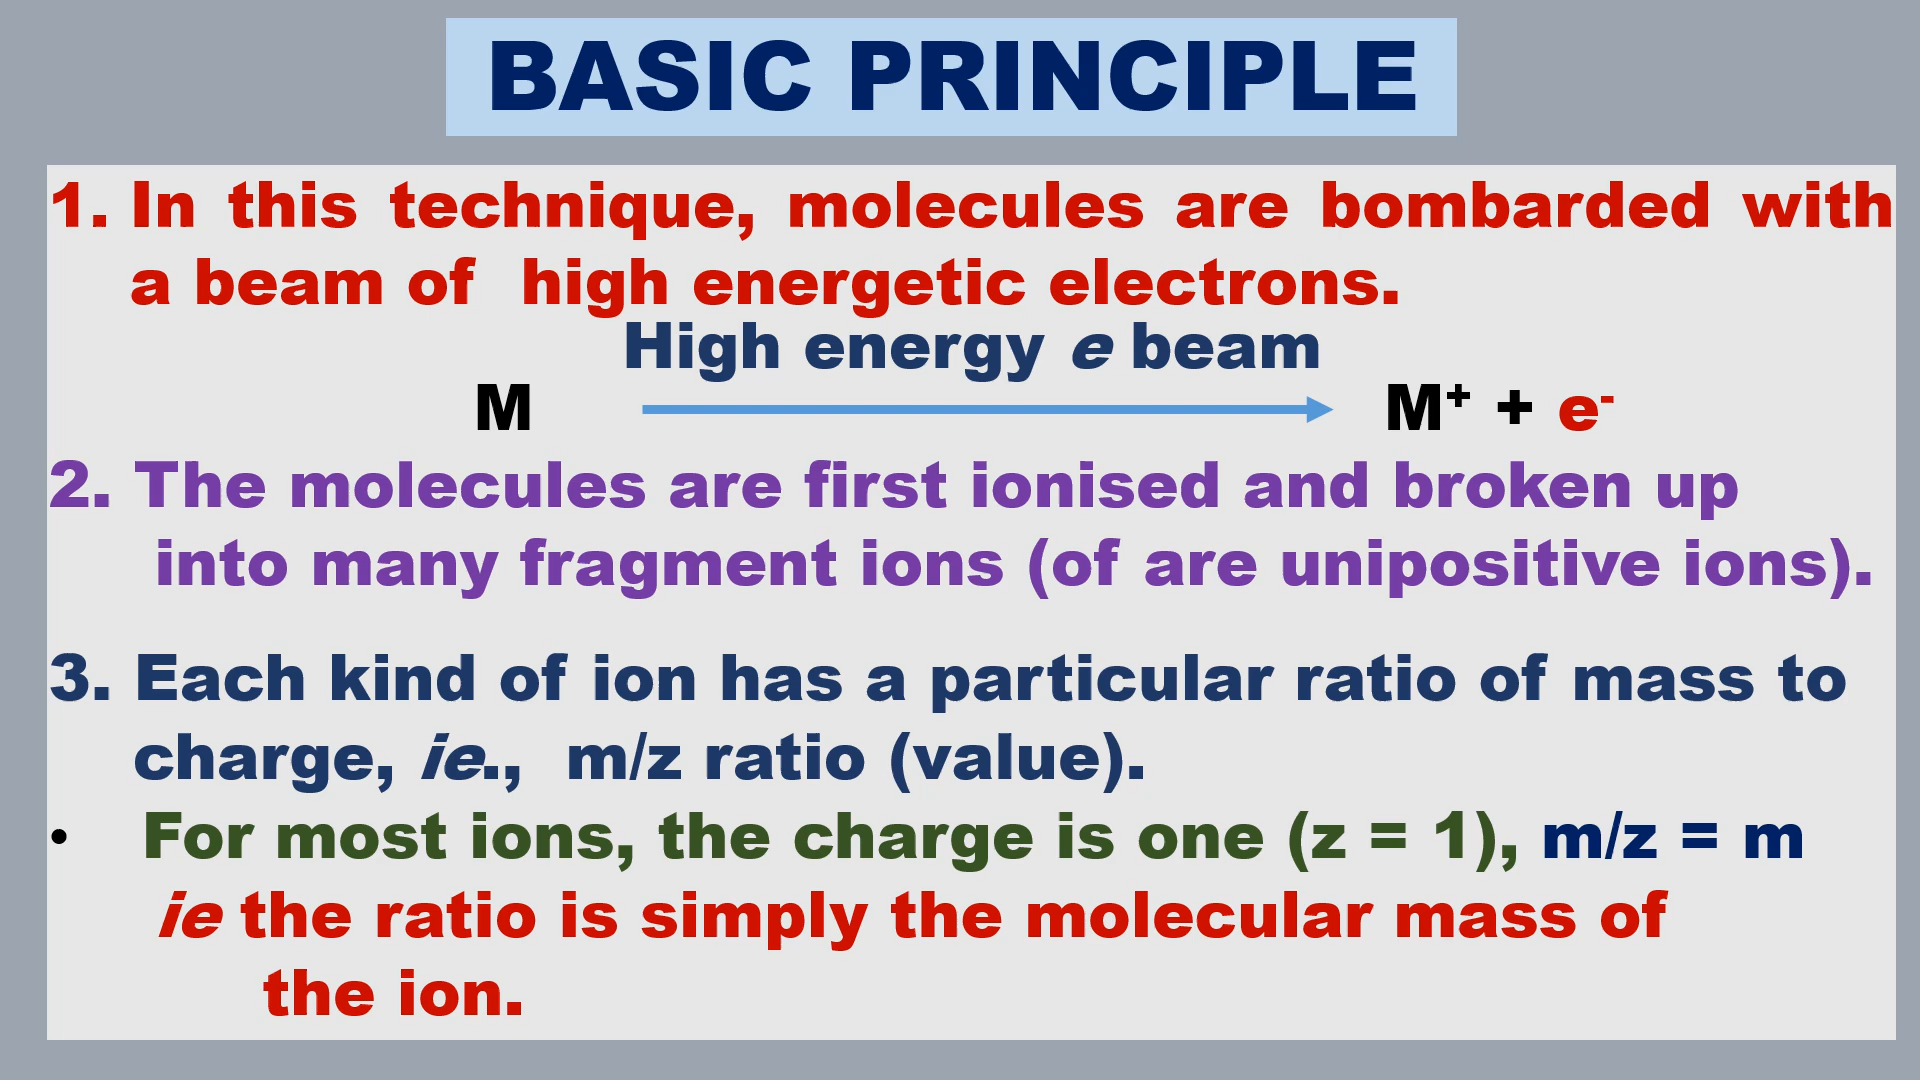 BASIC PRINCIPLE
1. In this technique, molecules are bombarded with
a beam of high energetic electrons.
High energy e beam
M M⁺ + e⁻
2. The molecules are first ionised and broken up
into many fragment ions (of are unipositive ions).
3. Each kind of ion has a particular ratio of mass to
charge, ie., m/z ratio (value).
• For most ions, the charge is one (z = 1), m/z = m
ie the ratio is simply the molecular mass of
the ion.